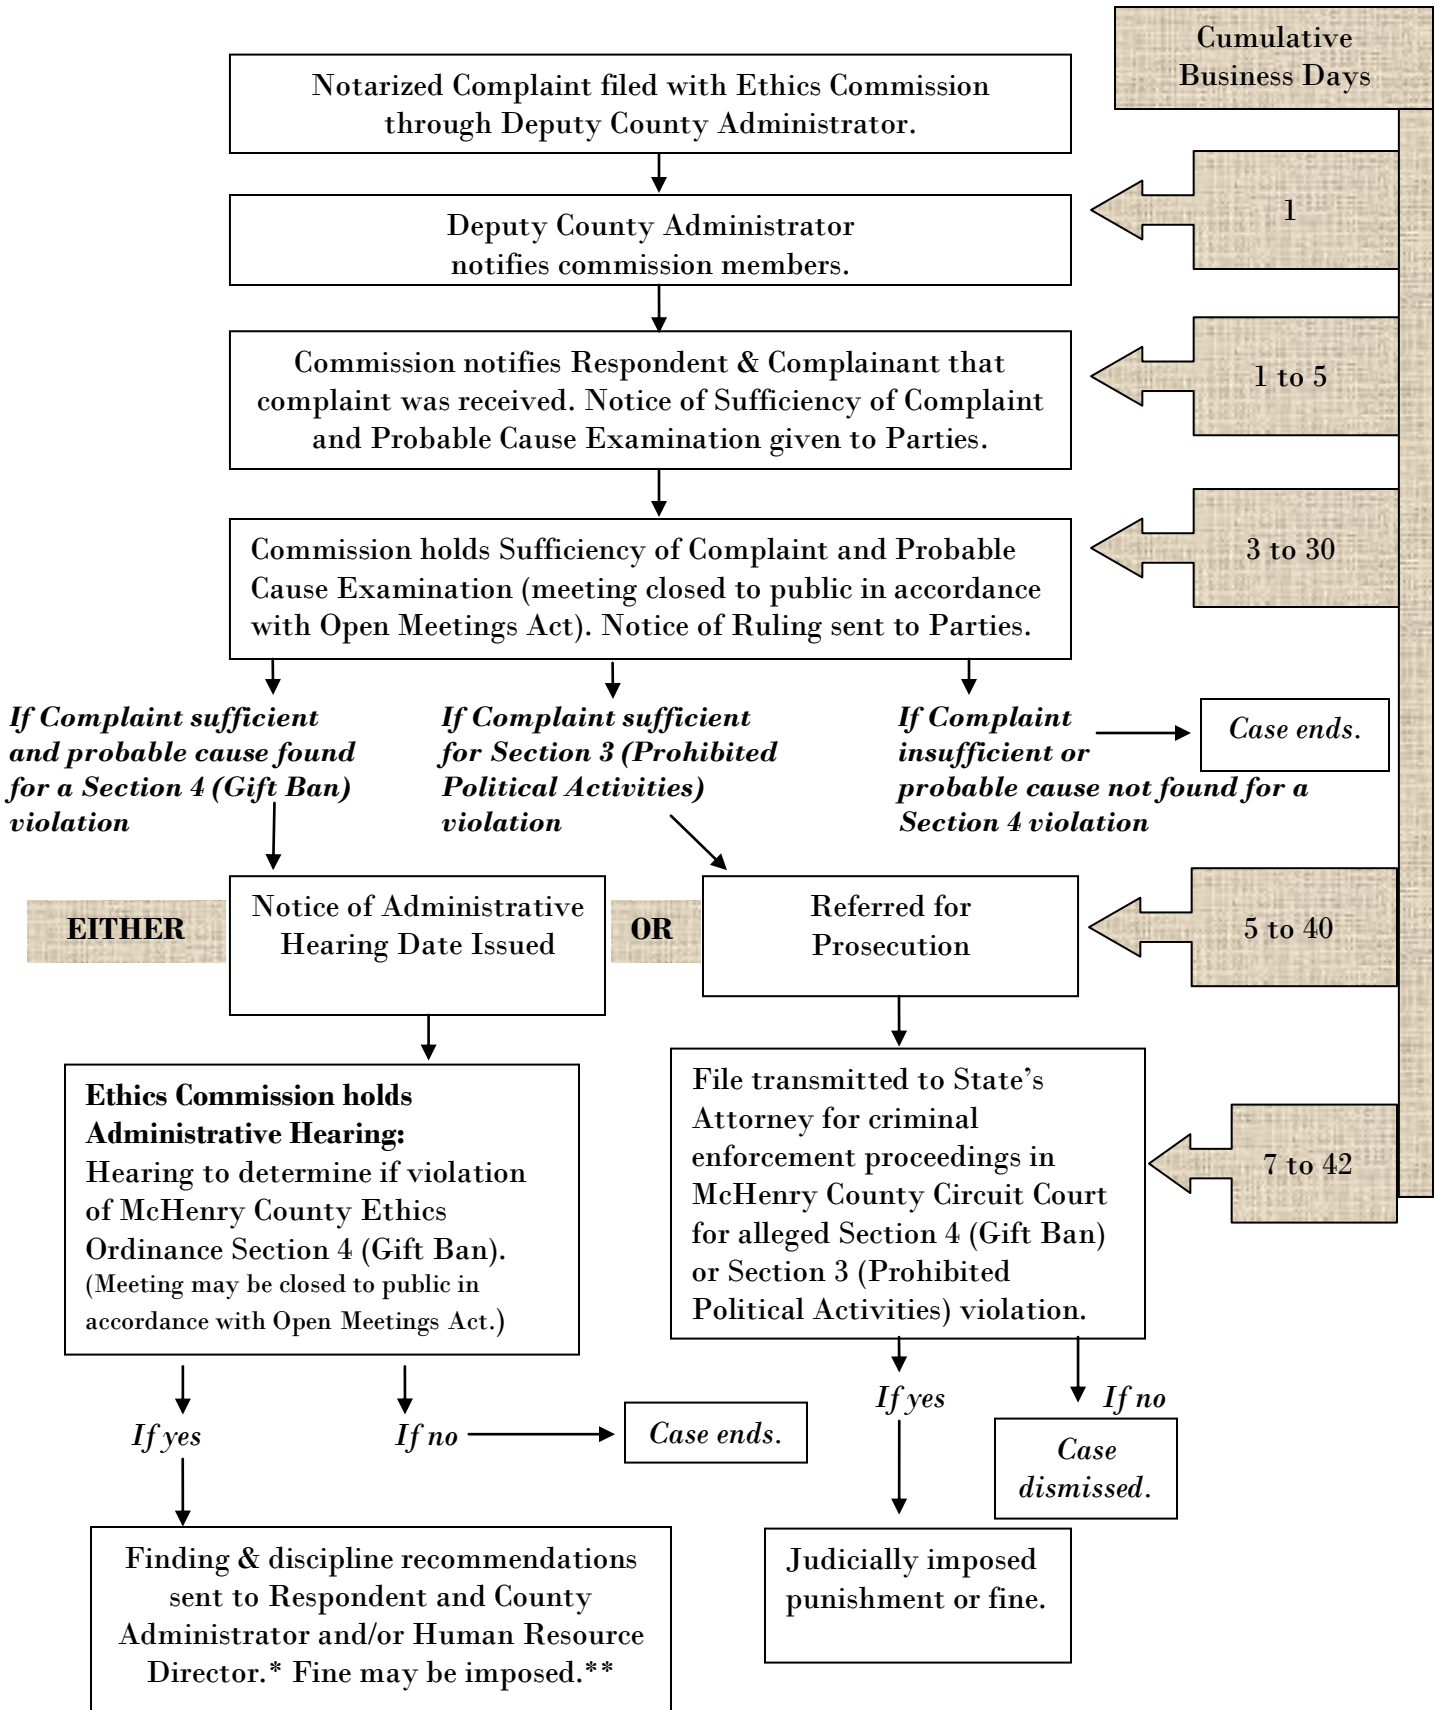 Cumulative
Business Days
Notarized Complaint filed with Ethics Commission
through Deputy County Administrator.
1
Deputy County Administrator
notifies commission members.
1 to 5
Commission notifies Respondent & Complainant that
complaint was received. Notice of Sufficiency of Complaint
and Probable Cause Examination given to Parties.
3 to 30
Commission holds Sufficiency of Complaint and Probable
Cause Examination (meeting closed to public in accordance
with Open Meetings Act). Notice of Ruling sent to Parties.
If Complaint sufficient
and probable cause found
for a Section 4 (Gift Ban)
violation
If Complaint sufficient
for Section 3 (Prohibited
Political Activities)
violation
If Complaint
insufficient or
probable cause not found for a
Section 4 violation
Case ends.
EITHER
Notice of Administrative
Hearing Date Issued
OR
Referred for
Prosecution
5 to 40
Ethics Commission holds
Administrative Hearing:
Hearing to determine if violation
of McHenry County Ethics
Ordinance Section 4 (Gift Ban).
(Meeting may be closed to public in
accordance with Open Meetings Act.)
File transmitted to State’s
Attorney for criminal
enforcement proceedings in
McHenry County Circuit Court
for alleged Section 4 (Gift Ban)
or Section 3 (Prohibited
Political Activities) violation.
7 to 42
If yes
If no
Case ends.
If yes
If no
Case
dismissed.
Finding & discipline recommendations
sent to Respondent and County
Administrator and/or Human Resource
Director.* Fine may be imposed.**
Judicially imposed
punishment or fine.